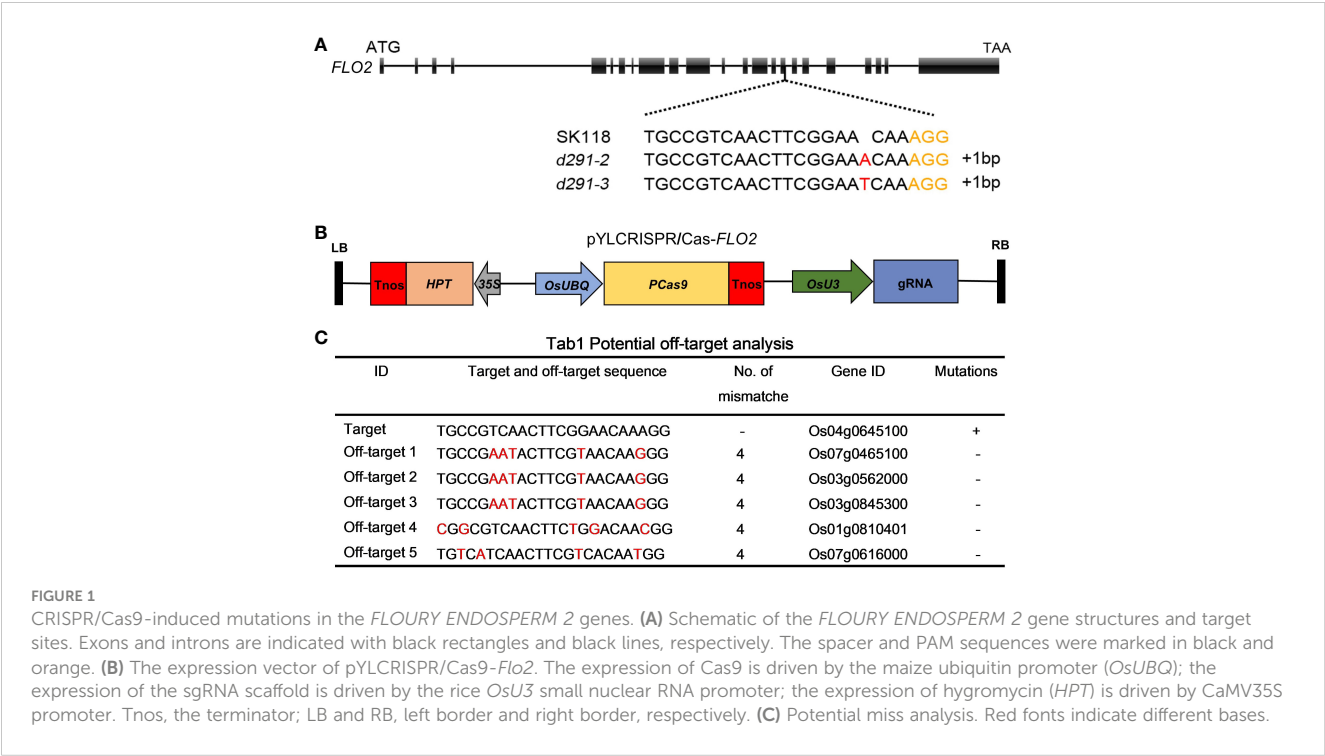 A
ATG
TAA
FLO2
SK118 TGCCGTCAACTTCGGAA CAAAGG
d291-2 TGCCGTCAACTTCGGAAACAAAGG +1bp
d291-3 TGCCGTCAACTTCGGAATCAAAGG +1bp
B
pYLCRISPR/Cas-FLO2
LB
RB
Tnos HPT 35S OsUBQ PCas9 Tnos OsU3 gRNA
C
Tab1 Potential off-target analysis
ID Target and off-target sequence No. of mismatche Gene ID Mutations
Target TGCCGTCAACTTCGGAACAAAGG - Os04g0645100 +
Off-target 1 TGCCGAATACTTCGTAACAAGGG 4 Os07g0465100 -
Off-target 2 TGCCGAATACTTCGTAACAAGGG 4 Os03g0562000 -
Off-target 3 TGCCGAATACTTCGTAACAAGGG 4 Os03g0845300 -
Off-target 4 CGGCGTCAACTTCTGGACAACGG 4 Os01g0810401 -
Off-target 5 TGTCATCAACTTCGTCACAATGG 4 Os07g0616000 -
FIGURE 1
CRISPR/Cas9-induced mutations in the FLOURY ENDOSPERM 2 genes. (A) Schematic of the FLOURY ENDOSPERM 2 gene structures and target
sites. Exons and introns are indicated with black rectangles and black lines, respectively. The spacer and PAM sequences were marked in black and
orange. (B) The expression vector of pYLCRISPR/Cas9-Flo2. The expression of Cas9 is driven by the maize ubiquitin promoter (OsUBQ); the
expression of the sgRNA scaffold is driven by the rice OsU3 small nuclear RNA promoter; the expression of hygromycin (HPT) is driven by CaMV35S
promoter. Tnos, the terminator; LB and RB, left border and right border, respectively. (C) Potential miss analysis. Red fonts indicate different bases.